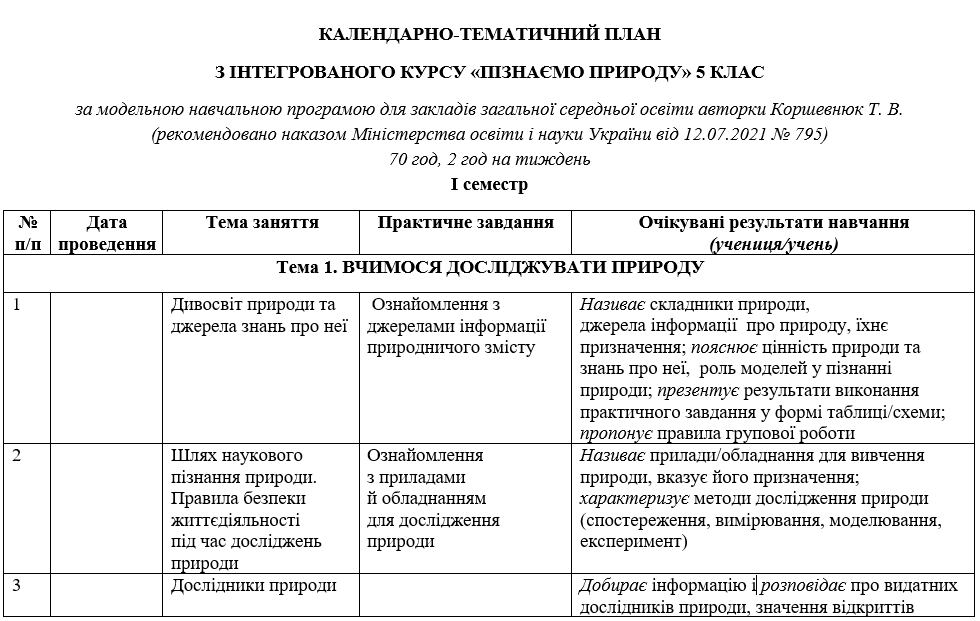 КАЛЕНДАРНО-ТЕМАТИЧНИЙ ПЛАН
З ІНТЕГРОВАНОГО КУРСУ «ПІЗНАЄМО ПРИРОДУ» 5 КЛАС
за модельною навчальною програмою для закладів загальної середньої освіти авторки Коршевнюк Т. В.
(рекомендовано наказом Міністерства освіти і науки України від 12.07.2021 № 795)
70 год, 2 год на тиждень
І семестр
№ п/п
Дата проведення
Тема заняття
Практичне завдання
Очікувані результати навчання
(учениця/учень)
Тема 1. ВЧИМОСЯ ДОСЛІДЖУВАТИ ПРИРОДУ
1
Дивосвіт природи та
джерела знань про неї
Ознайомлення з
джерелами інформації
природничого змісту
Називає складники природи,
джерела інформації про природу, їхнє
призначення; пояснює цінність природи та
знань про неї, роль моделей у пізнанні
природи; презентує результати виконання
практичного завдання у формі таблиці/схеми;
пропонує правила групової роботи
2
Шлях наукового
пізнання природи.
Правила безпеки
життєдіяльності
під час досліджень
природи
Ознайомлення
з приладами
й обладнанням
для дослідження
природи
Називає прилади/обладнання для вивчення
природи, вказує його призначення;
характеризує методи дослідження природи
(спостереження, вимірювання, моделювання,
експеримент)
3
Дослідники природи
Добирає інформацію і розповідає про видатних
дослідників природи, значення відкриттів